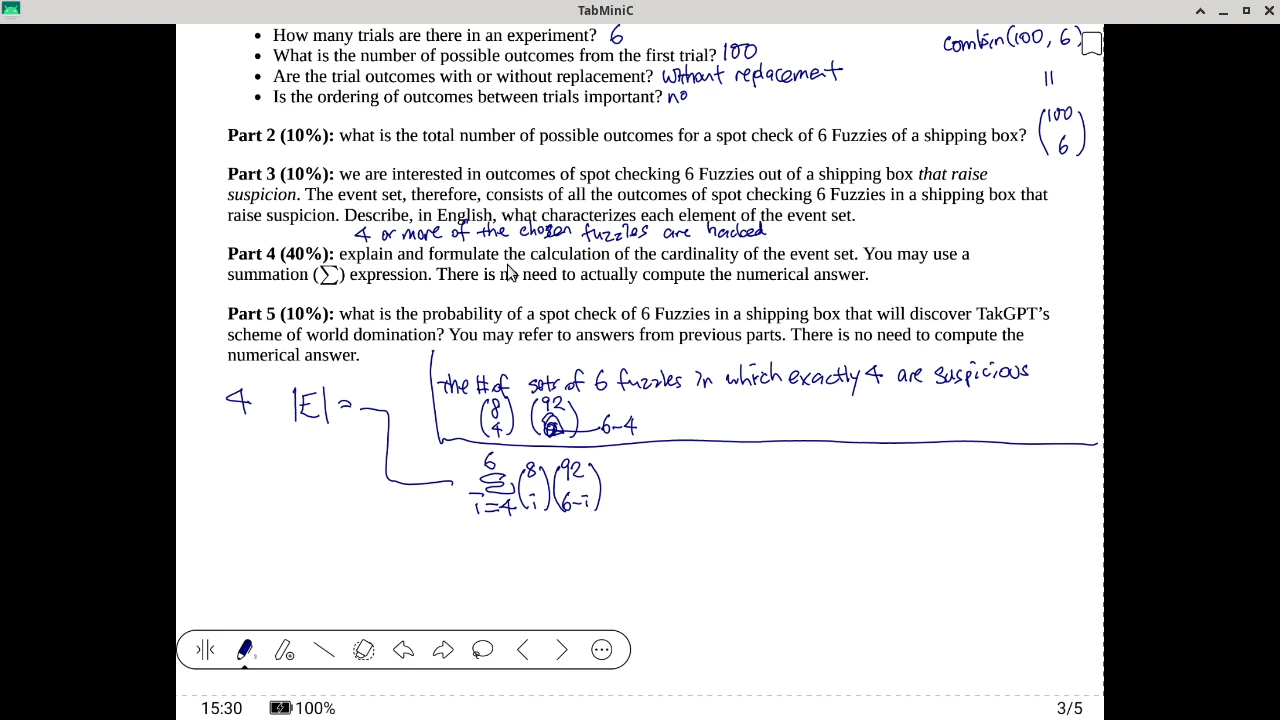 TabMiniC
• How many trials are there in an experiment? 6
combin(100, 6)
• What is the number of possible outcomes from the first trial? 100
• Are the trial outcomes with or without replacement? without replacement
||
• Is the ordering of outcomes between trials important? no
Part 2 (10%): what is the total number of possible outcomes for a spot check of 6 Fuzzies of a shipping box? (100 6)
Part 3 (10%): we are interested in outcomes of spot checking 6 Fuzzies out of a shipping box that raise
suspicion. The event set, therefore, consists of all the outcomes of spot checking 6 Fuzzies in a shipping box that
raise suspicion. Describe, in English, what characterizes each element of the event set.
4 or more of the chosen fuzzles are hacked
Part 4 (40%): explain and formulate the calculation of the cardinality of the event set. You may use a
summation (∑) expression. There is no need to actually compute the numerical answer.
Part 5 (10%): what is the probability of a spot check of 6 Fuzzies in a shipping box that will discover TakGPT’s
scheme of world domination? You may refer to answers from previous parts. There is no need to compute the
numerical answer.
the # of sets of 6 fuzzles in which exactly 4 are suspicious
4 |E| =
(8 4) (92 2) 6-4
6 ∑ i=4 (8 i) (92 6-i)
15:30 100% 3/5